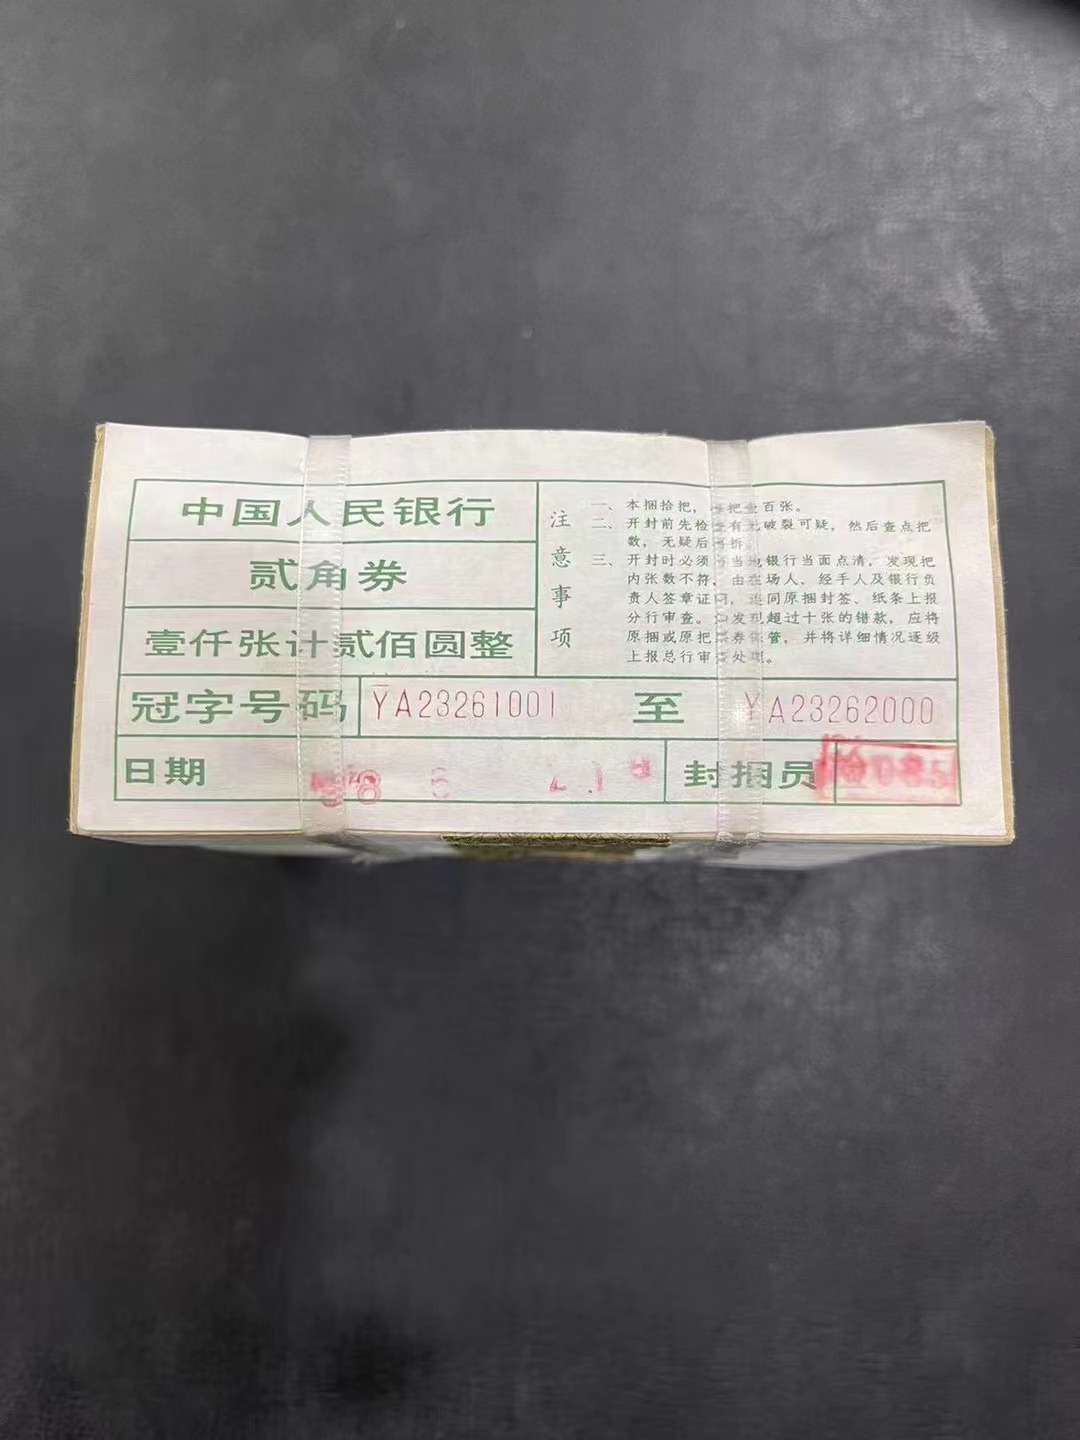 中国人民银行
贰角券
壹仟张计贰佰圆整
注意事项
一、本捆拾把，每把壹百张。
二、开封前先检查有无破裂可疑，然后查点把
数，无疑后再拆。
三、开封时必须在当地银行当面点清，发现把
内张数不符，由在场人、经手人及银行负
责人签章证明，连同原捆封签、纸条上报
分行审查。如发现超过十张的错款，应将
原捆或原把票券保管，并将详细情况逐级
上报总行审查处理。
冠字号码 YA23261001 至 YA23262000
日期 6
封捆员